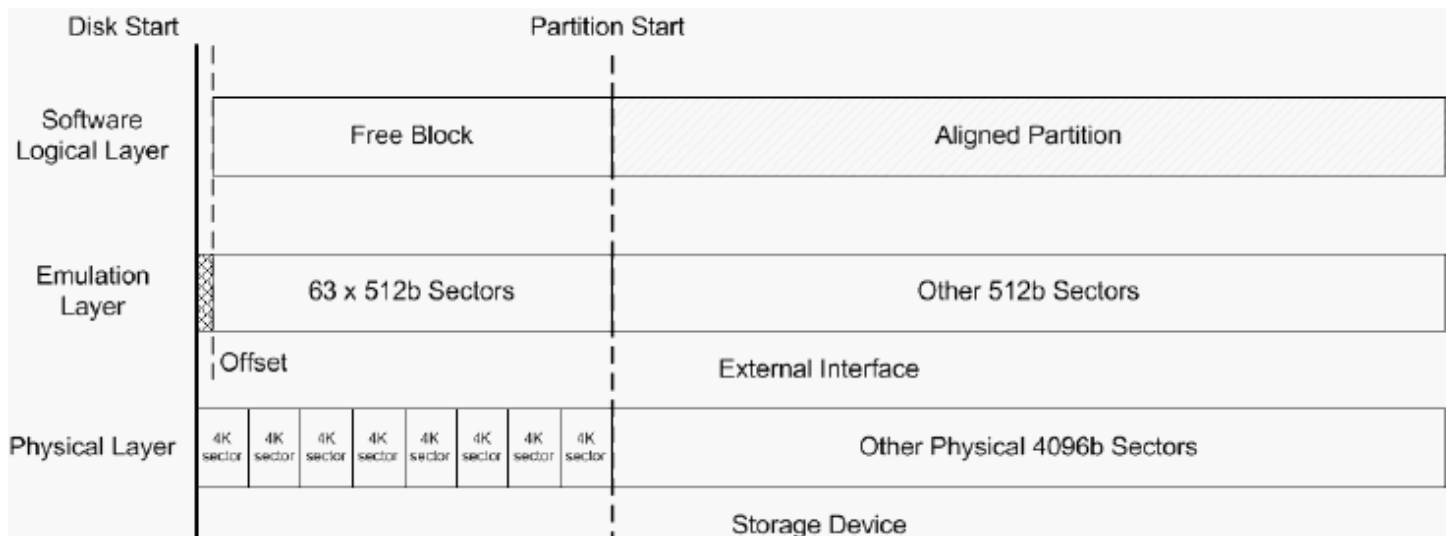 Disk Start
Partition Start
Software
Logical Layer
Free Block
Aligned Partition
Emulation
Layer
63 x 512b Sectors
Other 512b Sectors
Offset
External Interface
Physical Layer
4K sector
4K sector
4K sector
4K sector
4K sector
4K sector
4K sector
4K sector
Other Physical 4096b Sectors
Storage Device